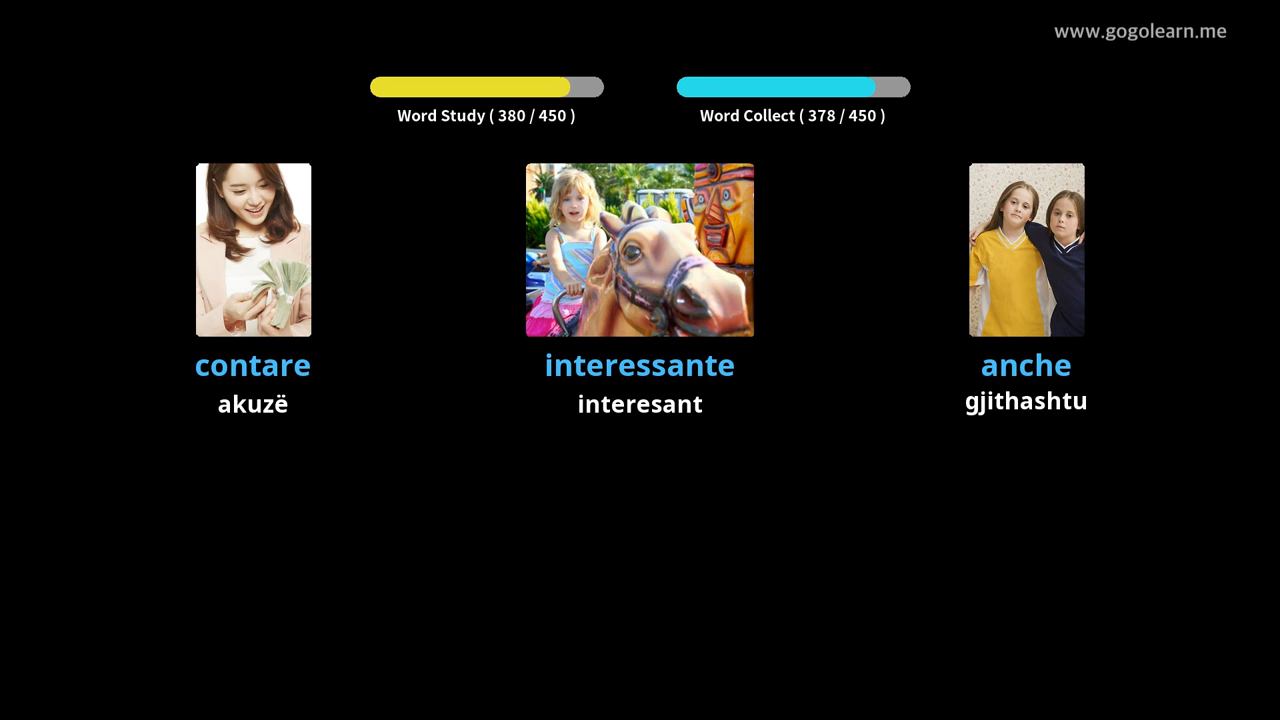 www.gogolearn.me
Word Study ( 380 / 450 )
Word Collect ( 378 / 450 )
contare
interessante
anche
akuzë
interesant
gjithashtu